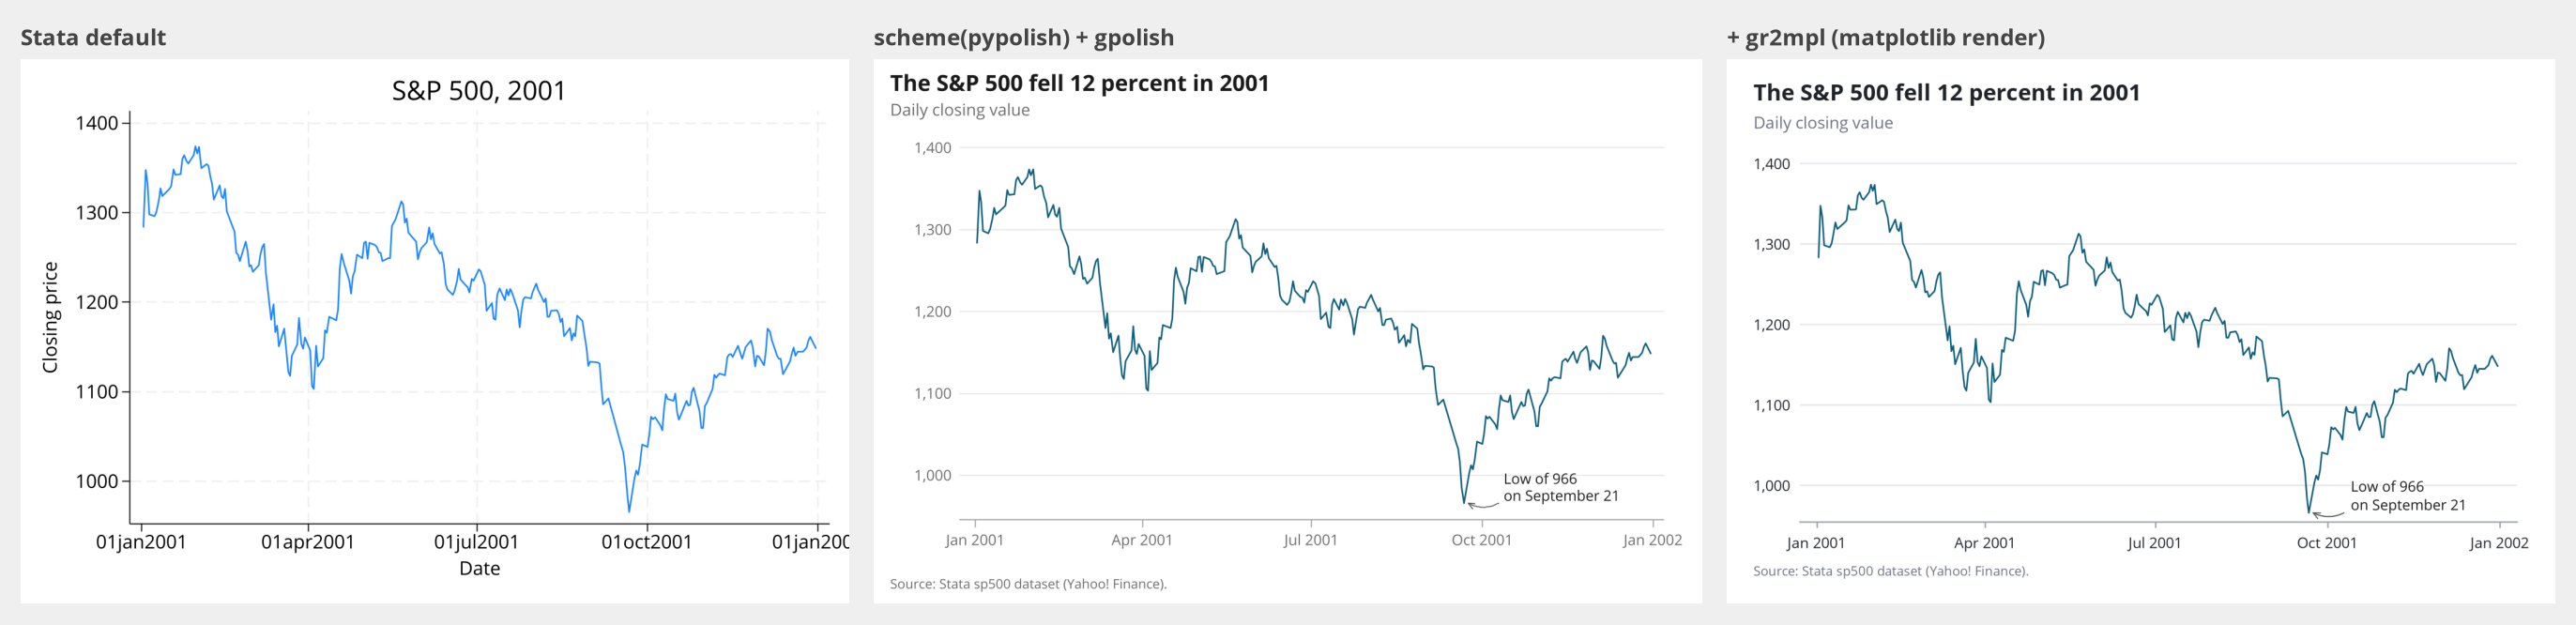 Stata default
S&P 500, 2001
1400
1300
1200
1100
1000
Closing price
01jan2001
01apr2001
01jul2001
01oct2001
01jan200
Date
scheme(pypolish) + gpolish
The S&P 500 fell 12 percent in 2001
Daily closing value
1,400
1,300
1,200
1,100
1,000
Low of 966
on September 21
Jan 2001
Apr 2001
Jul 2001
Oct 2001
Jan 2002
Source: Stata sp500 dataset (Yahoo! Finance).
+ gr2mpl (matplotlib render)
The S&P 500 fell 12 percent in 2001
Daily closing value
1,400
1,300
1,200
1,100
1,000
Low of 966
on September 21
Jan 2001
Apr 2001
Jul 2001
Oct 2001
Jan 2002
Source: Stata sp500 dataset (Yahoo! Finance).